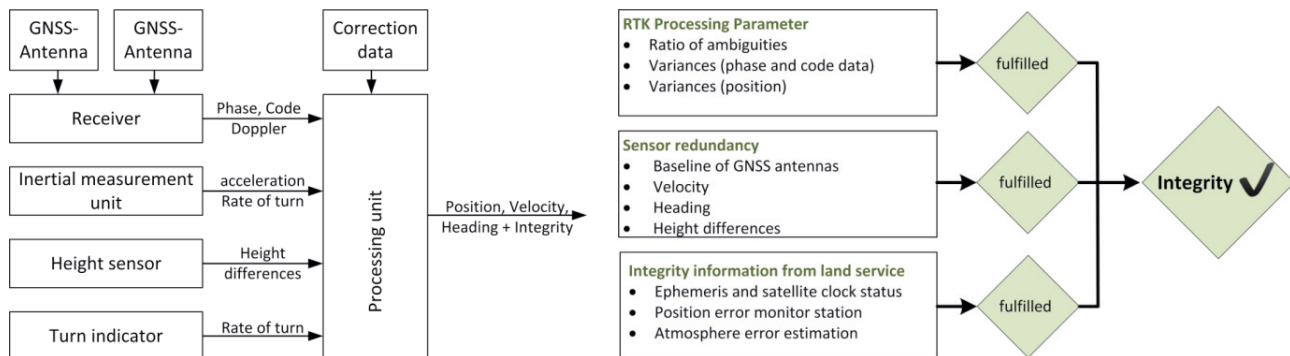 GNSS-
Antenna
GNSS-
Antenna
Correction
data
Receiver
Phase, Code
Doppler
Inertial measurement
unit
acceleration
Rate of turn
Height sensor
Height
differences
Turn indicator
Rate of turn
Processing unit
Position, Velocity,
Heading + Integrity
RTK Processing Parameter
• Ratio of ambiguities
• Variances (phase and code data)
• Variances (position)
fulfilled
Sensor redundancy
• Baseline of GNSS antennas
• Velocity
• Heading
• Height differences
fulfilled
Integrity information from land service
• Ephemeris and satellite clock status
• Position error monitor station
• Atmosphere error estimation
fulfilled
Integrity